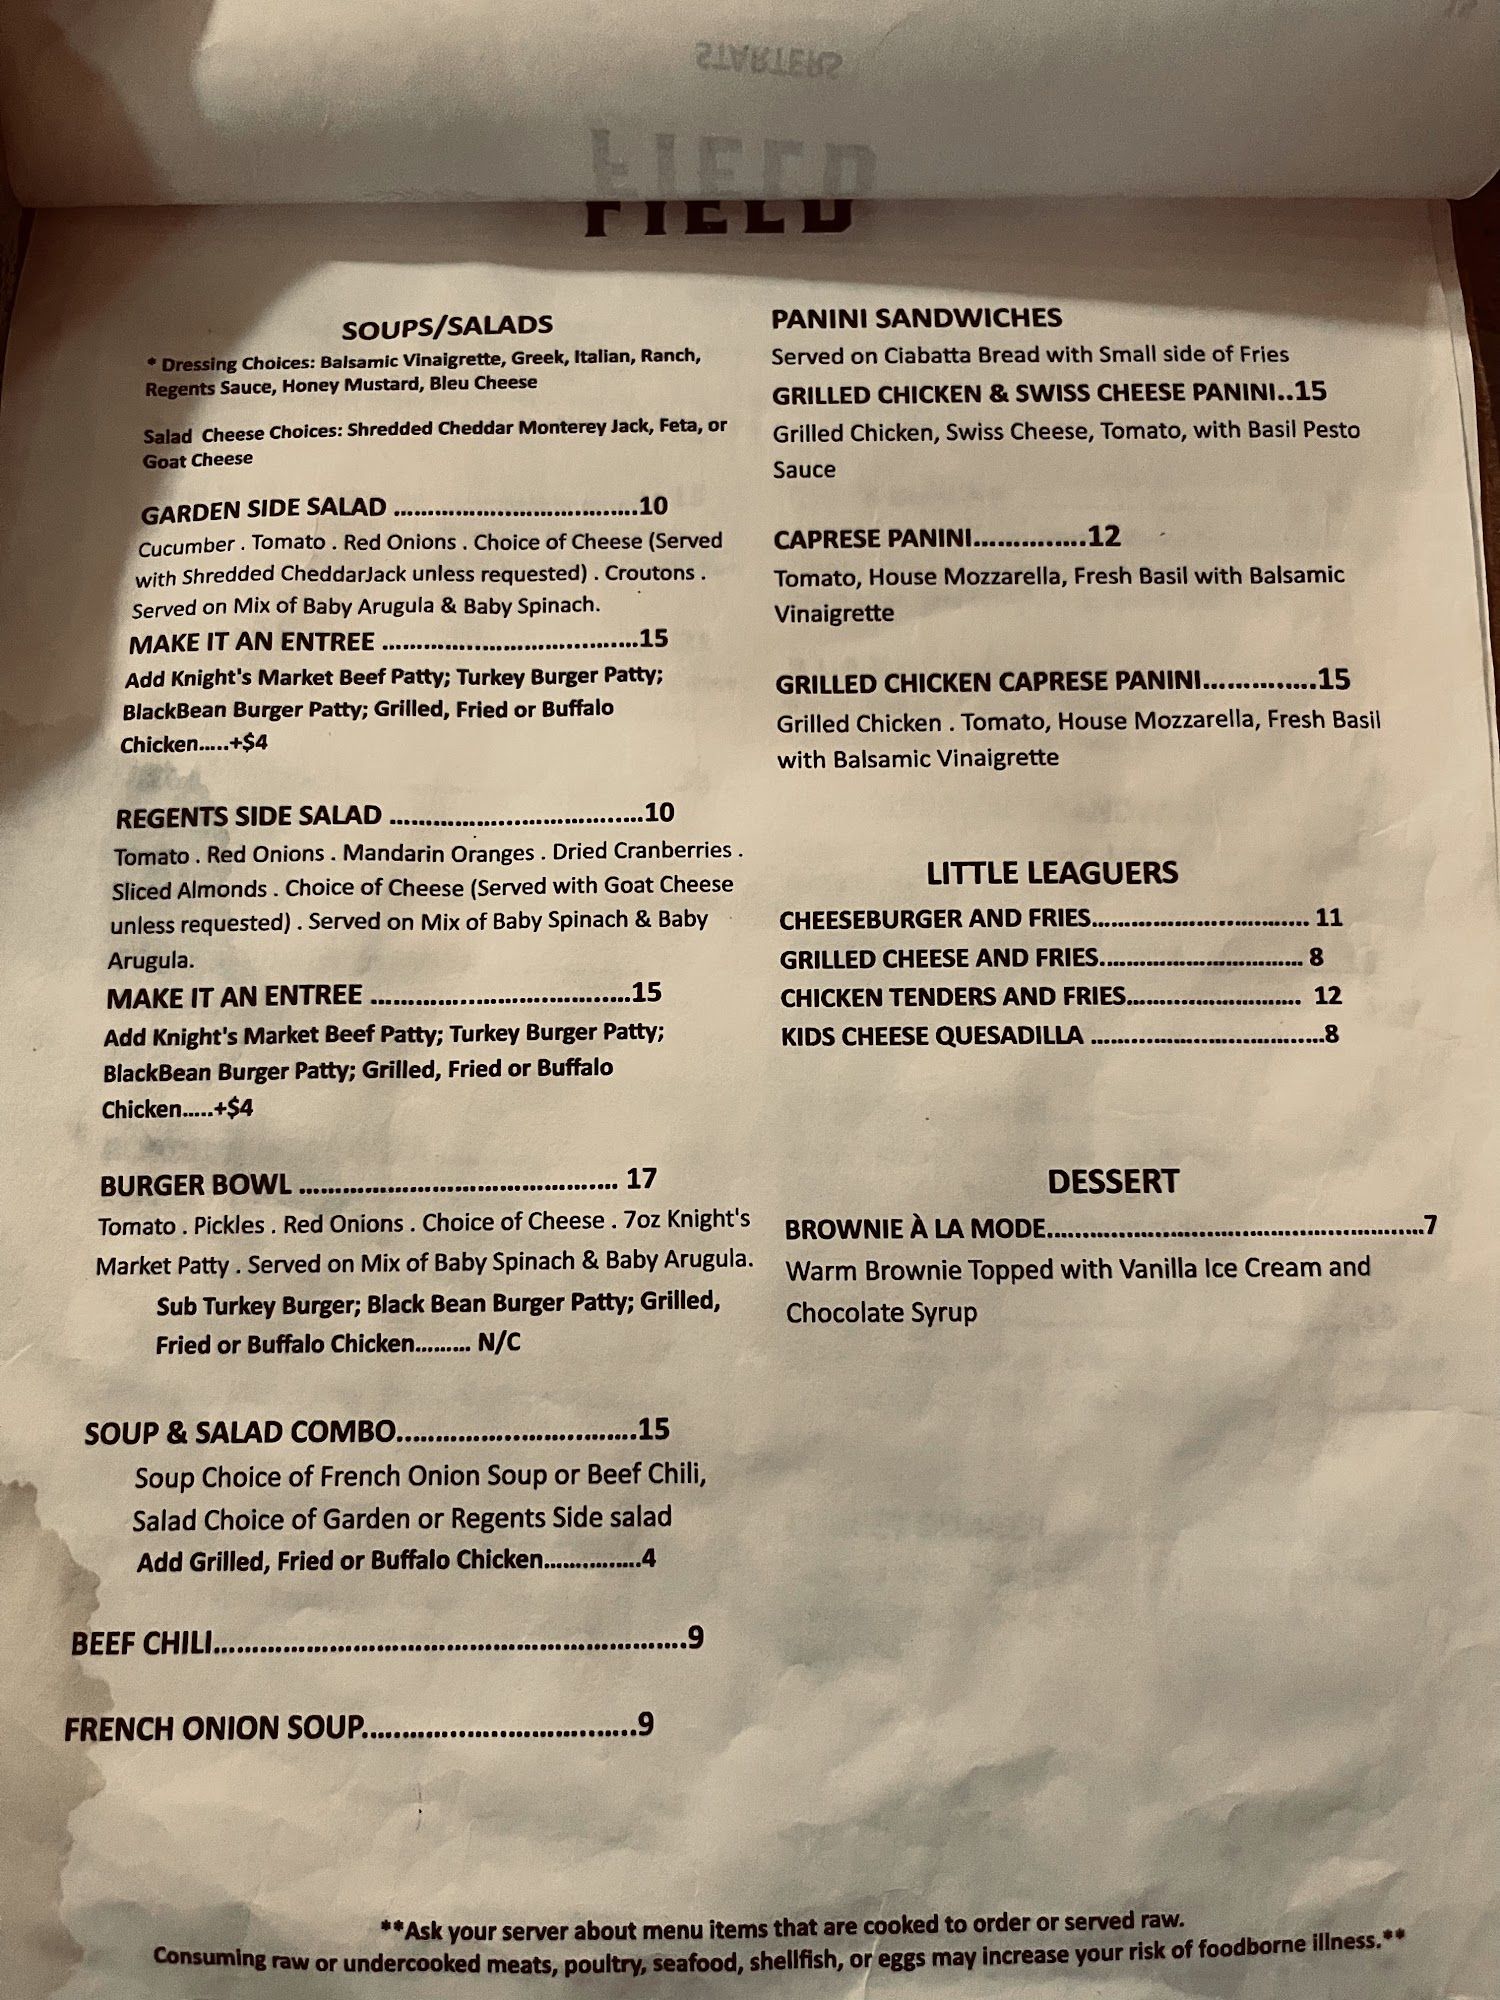 STARTERS
FIELD
FIELD
SOUPS/SALADS
* Dressing Choices: Balsamic Vinaigrette, Greek, Italian, Ranch,
Regents Sauce, Honey Mustard, Bleu Cheese
Salad Cheese Choices: Shredded Cheddar Monterey Jack, Feta, or
Goat Cheese
GARDEN SIDE SALAD ....................................10
Cucumber . Tomato . Red Onions . Choice of Cheese (Served
with Shredded CheddarJack unless requested) . Croutons .
Served on Mix of Baby Arugula & Baby Spinach.
MAKE IT AN ENTREE ......................................15
Add Knight's Market Beef Patty; Turkey Burger Patty;
BlackBean Burger Patty; Grilled, Fried or Buffalo
Chicken.....+$4
REGENTS SIDE SALAD ......................................10
Tomato . Red Onions . Mandarin Oranges . Dried Cranberries .
Sliced Almonds . Choice of Cheese (Served with Goat Cheese
unless requested) . Served on Mix of Baby Spinach & Baby
Arugula.
MAKE IT AN ENTREE ......................................15
Add Knight's Market Beef Patty; Turkey Burger Patty;
BlackBean Burger Patty; Grilled, Fried or Buffalo
Chicken.....+$4
BURGER BOWL ............................................ 17
Tomato . Pickles . Red Onions . Choice of Cheese . 7oz Knight's
Market Patty . Served on Mix of Baby Spinach & Baby Arugula.
Sub Turkey Burger; Black Bean Burger Patty; Grilled,
Fried or Buffalo Chicken......... N/C
SOUP & SALAD COMBO...............................15
Soup Choice of French Onion Soup or Beef Chili,
Salad Choice of Garden or Regents Side salad
Add Grilled, Fried or Buffalo Chicken...............4
BEEF CHILI............................................................9
FRENCH ONION SOUP...................................9
PANINI SANDWICHES
Served on Ciabatta Bread with Small side of Fries
GRILLED CHICKEN & SWISS CHEESE PANINI..15
Grilled Chicken, Swiss Cheese, Tomato, with Basil Pesto
Sauce
CAPRESE PANINI...............12
Tomato, House Mozzarella, Fresh Basil with Balsamic
Vinaigrette
GRILLED CHICKEN CAPRESE PANINI...............15
Grilled Chicken . Tomato, House Mozzarella, Fresh Basil
with Balsamic Vinaigrette
LITTLE LEAGUERS
CHEESEBURGER AND FRIES................................ 11
GRILLED CHEESE AND FRIES.............................. 8
CHICKEN TENDERS AND FRIES.......................... 12
KIDS CHEESE QUESADILLA ..................................8
DESSERT
BROWNIE À LA MODE......................................................7
Warm Brownie Topped with Vanilla Ice Cream and
Chocolate Syrup
**Ask your server about menu items that are cooked to order or served raw.
Consuming raw or undercooked meats, poultry, seafood, shellfish, or eggs may increase your risk of foodborne illness.**